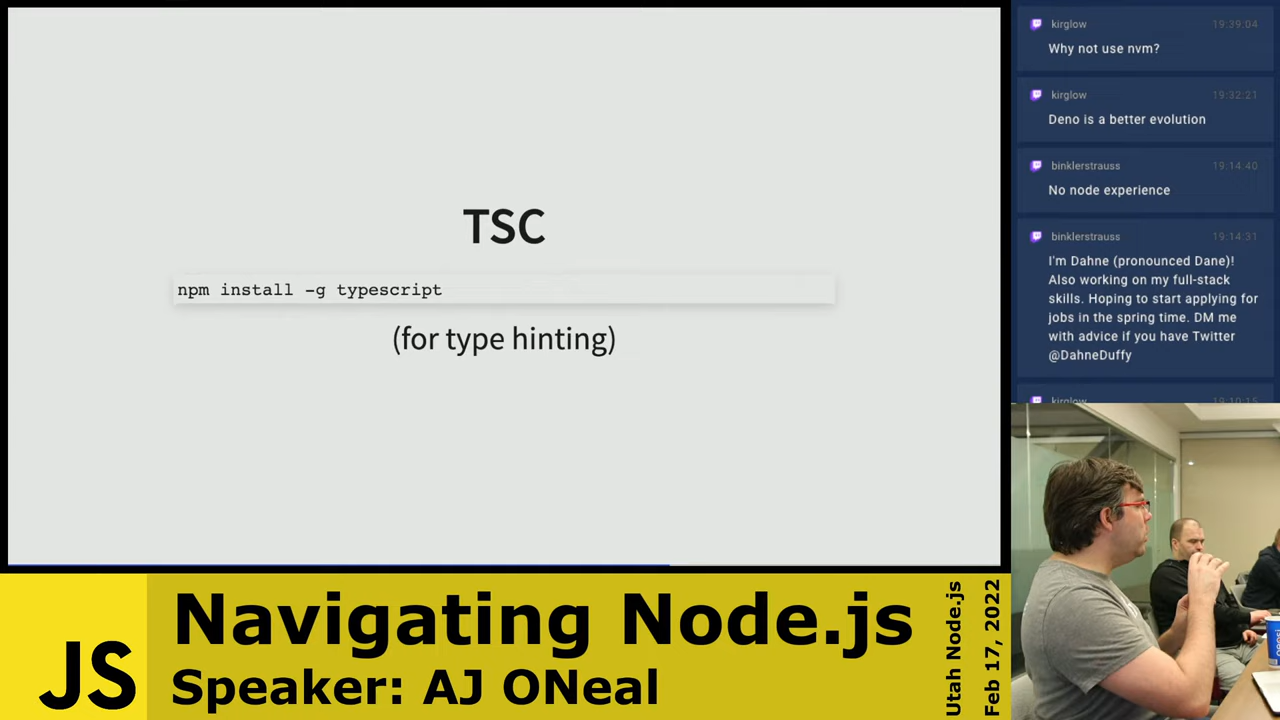 TSC
npm install -g typescript
(for type hinting)
kirglow 19:39:04
Why not use nvm?
kirglow 19:32:21
Deno is a better evolution
binklerstrauss 19:14:40
No node experience
binklerstrauss 19:14:31
I'm Dahne (pronounced Dane)!
Also working on my full-stack
skills. Hoping to start applying for
jobs in the spring time. DM me
with advice if you have Twitter
@DahneDuffy
kirglow 19:10:15
JS
Navigating Node.js
Speaker: AJ ONeal
Utah Node.js
Feb 17, 2022